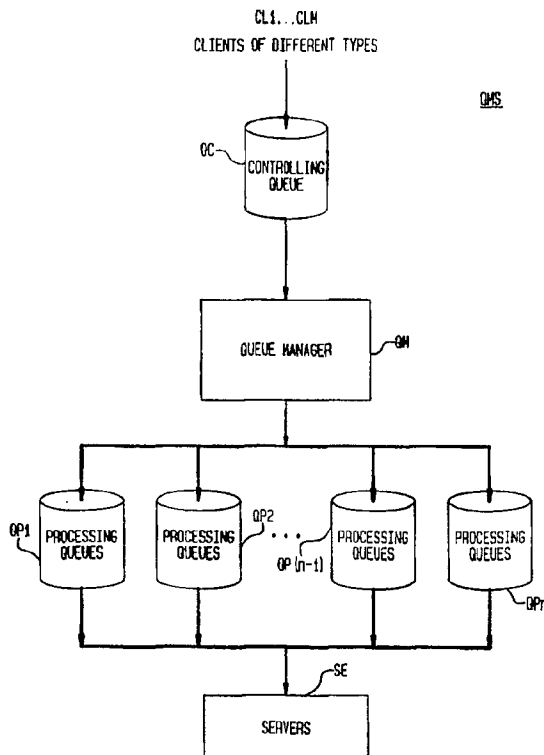 CL1...CLM
CLIENTS OF DIFFERENT TYPES
QMS
QC
CONTROLLING
QUEUE
QUEUE MANAGER
QM
QP1
PROCESSING
QUEUES
PROCESSING
QUEUES
QP2
...
QP(n-1)
PROCESSING
QUEUES
PROCESSING
QUEUES
QPn
SE
SERVERS